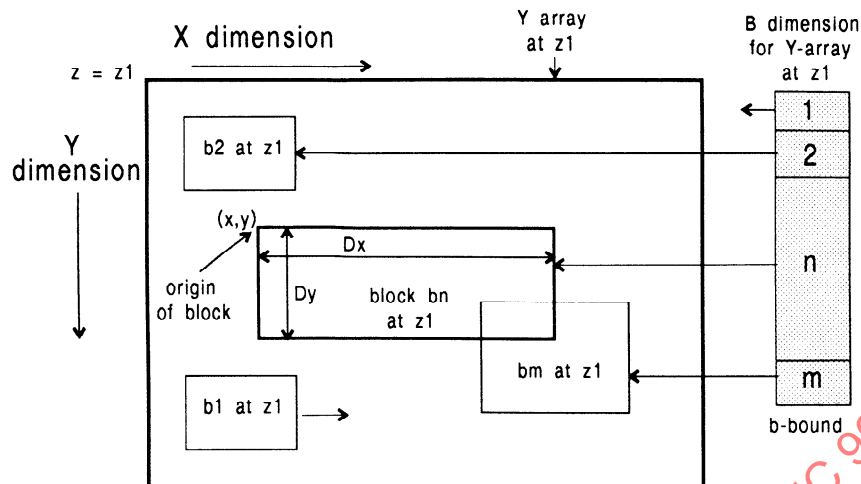 X dimension
Y array
at z1
B dimension
for Y-array
at z1
z = z1
Y
dimension
1
b2 at z1
2
(x,y)
Dx
n
origin
of block
Dy
block bn
at z1
bm at z1
m
b1 at z1
b-bound